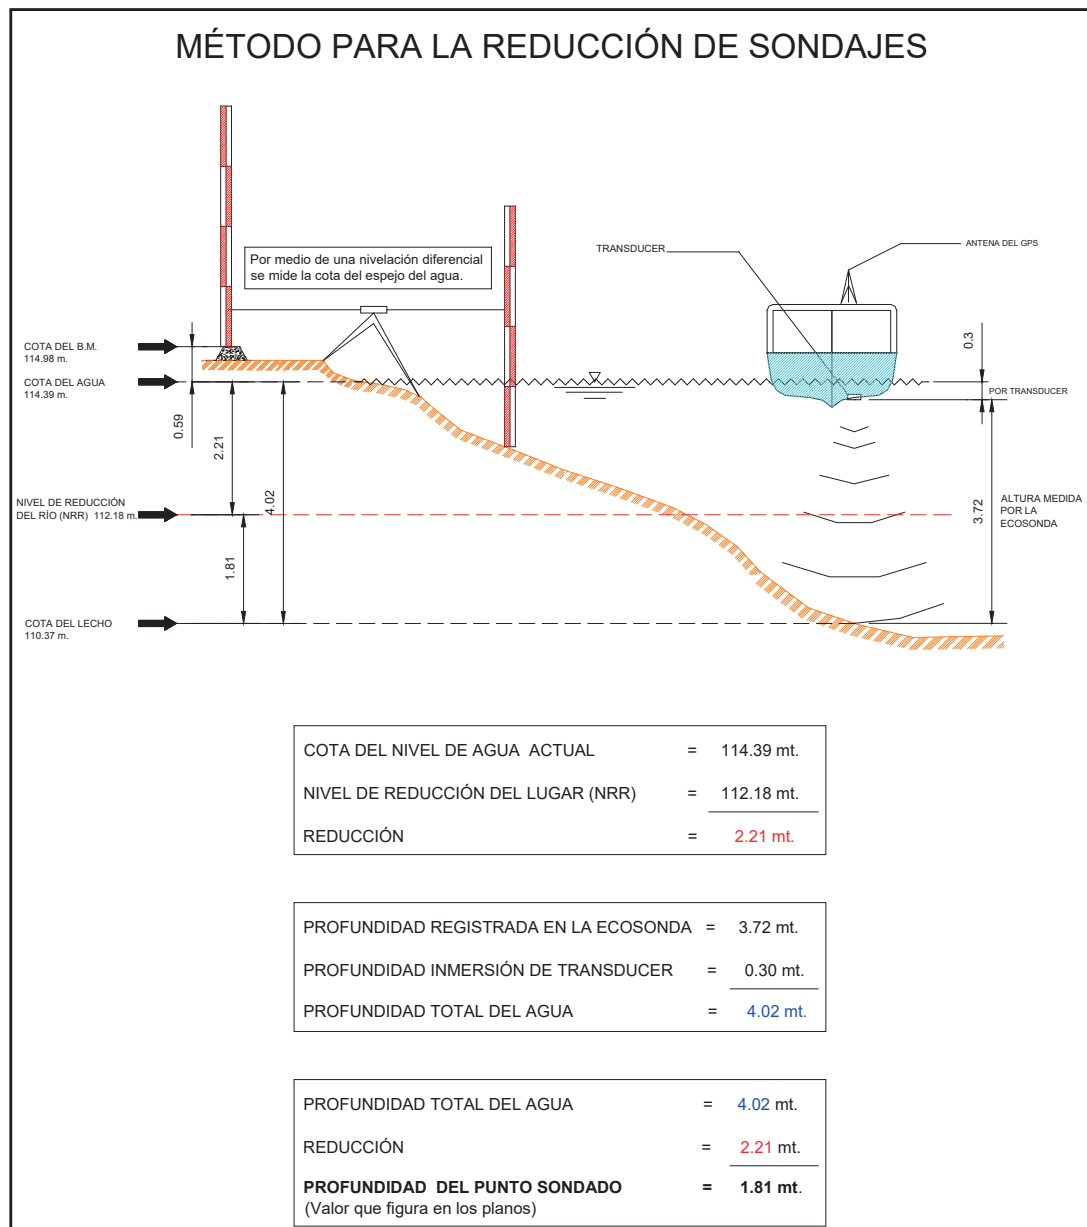 MÉTODO PARA LA REDUCCIÓN DE SONDAJES
Por medio de una nivelación diferencial
se mide la cota del espejo del agua.
TRANSDUCER
ANTENA DEL GPS
COTA DEL B.M.
114.98 m.
COTA DEL AGUA
114.39 m.
0.59
2.21
4.02
0.3
POR TRANSDUCER
NIVEL DE REDUCCIÓN
DEL RÍO (NRR) 112.18 m.
1.81
3.72
ALTURA MEDIDA
POR LA
ECOSONDA
COTA DEL LECHO
110.37 m.
COTA DEL NIVEL DE AGUA ACTUAL = 114.39 mt.
NIVEL DE REDUCCIÓN DEL LUGAR (NRR) = 112.18 mt.
REDUCCIÓN = 2.21 mt.
PROFUNDIDAD REGISTRADA EN LA ECOSONDA = 3.72 mt.
PROFUNDIDAD INMERSIÓN DE TRANSDUCER = 0.30 mt.
PROFUNDIDAD TOTAL DEL AGUA = 4.02 mt.
PROFUNDIDAD TOTAL DEL AGUA = 4.02 mt.
REDUCCIÓN = 2.21 mt.
PROFUNDIDAD DEL PUNTO SONDADO = 1.81 mt.
(Valor que figura en los planos)